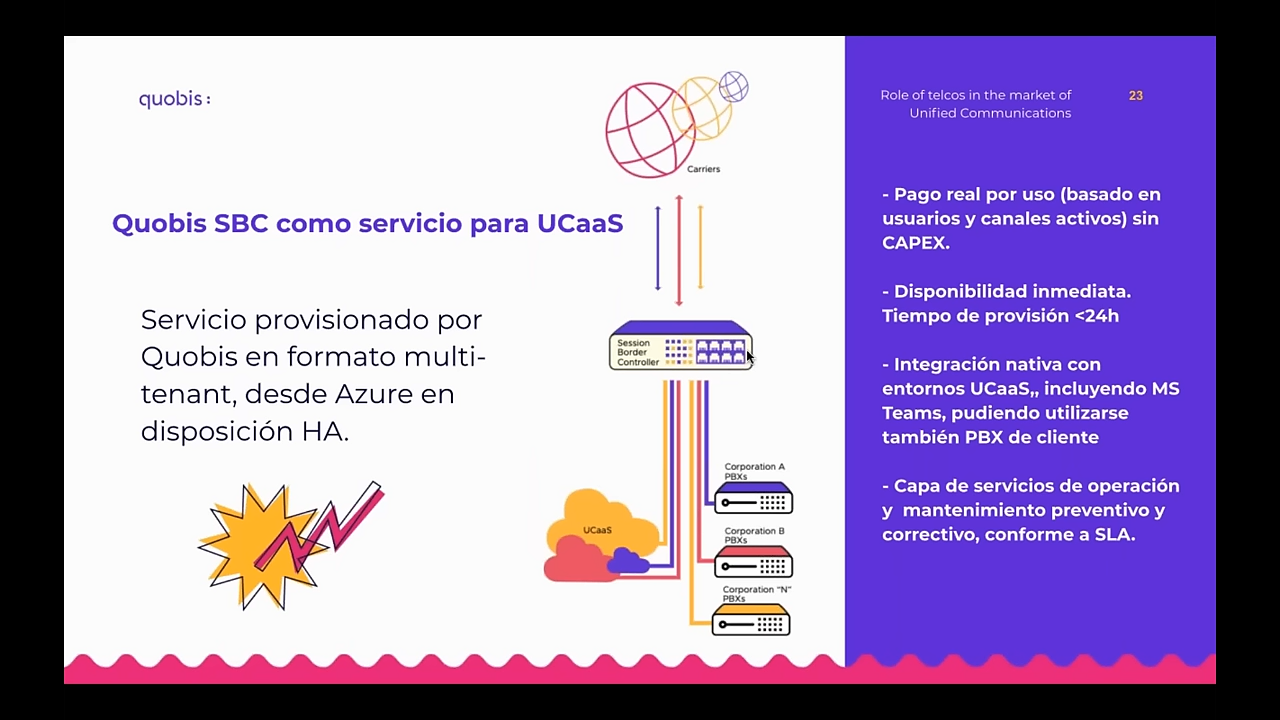 quobis:
Carriers
Quobis SBC como servicio para UCaaS
Servicio provisionado por
Quobis en formato multi-
tenant, desde Azure en
disposición HA.
Session
Border
Controller
UCaaS
Corporation A
PBXs
Corporation B
PBXs
Corporation “N”
PBXs
Role of telcos in the market of
Unified Communications
23
- Pago real por uso (basado en
usuarios y canales activos) sin
CAPEX.
- Disponibilidad inmediata.
Tiempo de provisión <24h
- Integración nativa con
entornos UCaaS,, incluyendo MS
Teams, pudiendo utilizarse
también PBX de cliente
- Capa de servicios de operación
y  mantenimiento preventivo y
correctivo, conforme a SLA.